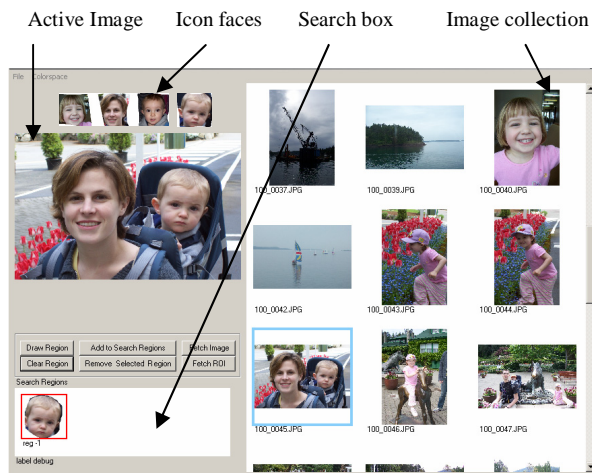 Active Image Icon faces Search box Image collection
File Colorspace
100_0037.JPG 100_0039.JPG 100_0040.JPG
100_0042.JPG 100_0043.JPG 100_0044.JPG
Draw Region Add to Search Regions Fetch Image
Clear Region Remove Selected Region Fetch ROI
Search Regions
reg -1
label debug
100_0045.JPG 100_0046.JPG 100_0047.JPG